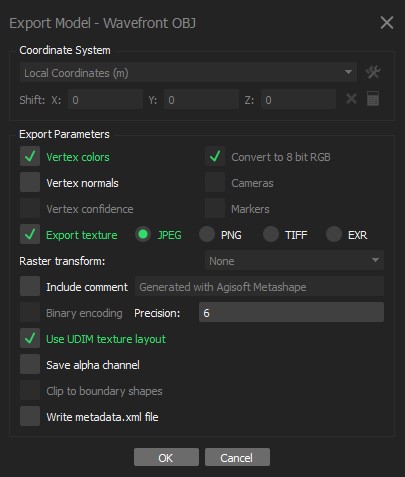 Export Model - Wavefront OBJ
Coordinate System
Local Coordinates (m)
Shift: X: 0 Y: 0 Z: 0
Export Parameters
Vertex colors Convert to 8 bit RGB
Vertex normals Cameras
Vertex confidence Markers
Export texture JPEG PNG TIFF EXR
Raster transform: None
Include comment Generated with Agisoft Metashape
Binary encoding Precision: 6
Use UDIM texture layout
Save alpha channel
Clip to boundary shapes
Write metadata.xml file
OK Cancel